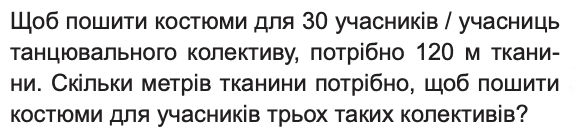 Щоб пошити костюми для 30 учасників / учасниць
танцювального колективу, потрібно 120 м ткани-
ни. Скільки метрів тканини потрібно, щоб пошити
костюми для учасників трьох таких колективів?